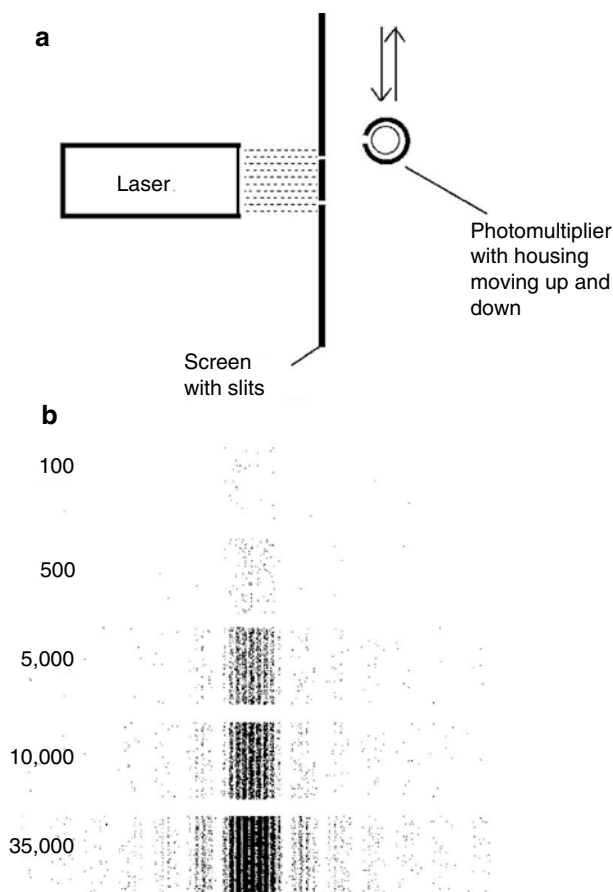 a
Laser
Photomultiplier
with housing
moving up and
down
Screen
with slits
b
100
500
5,000
10,000
35,000